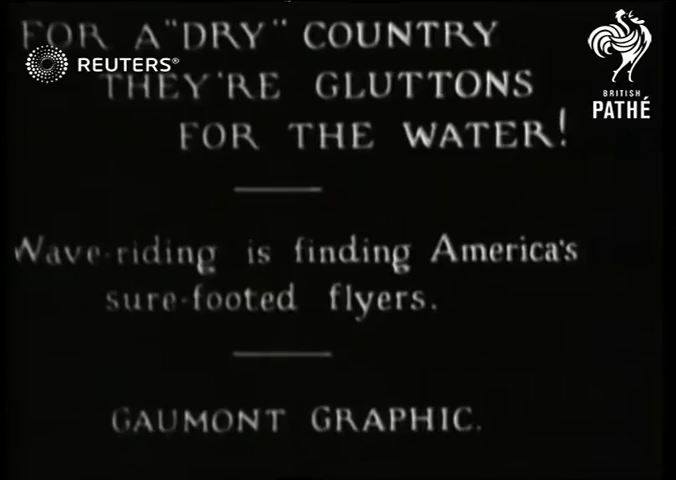 FOR A "DRY" COUNTRY
REUTERS®
THEY'RE GLUTTONS
FOR THE WATER!
BRITISH
PATHÉ
Wave-riding is finding America's
sure-footed flyers.
GAUMONT GRAPHIC.